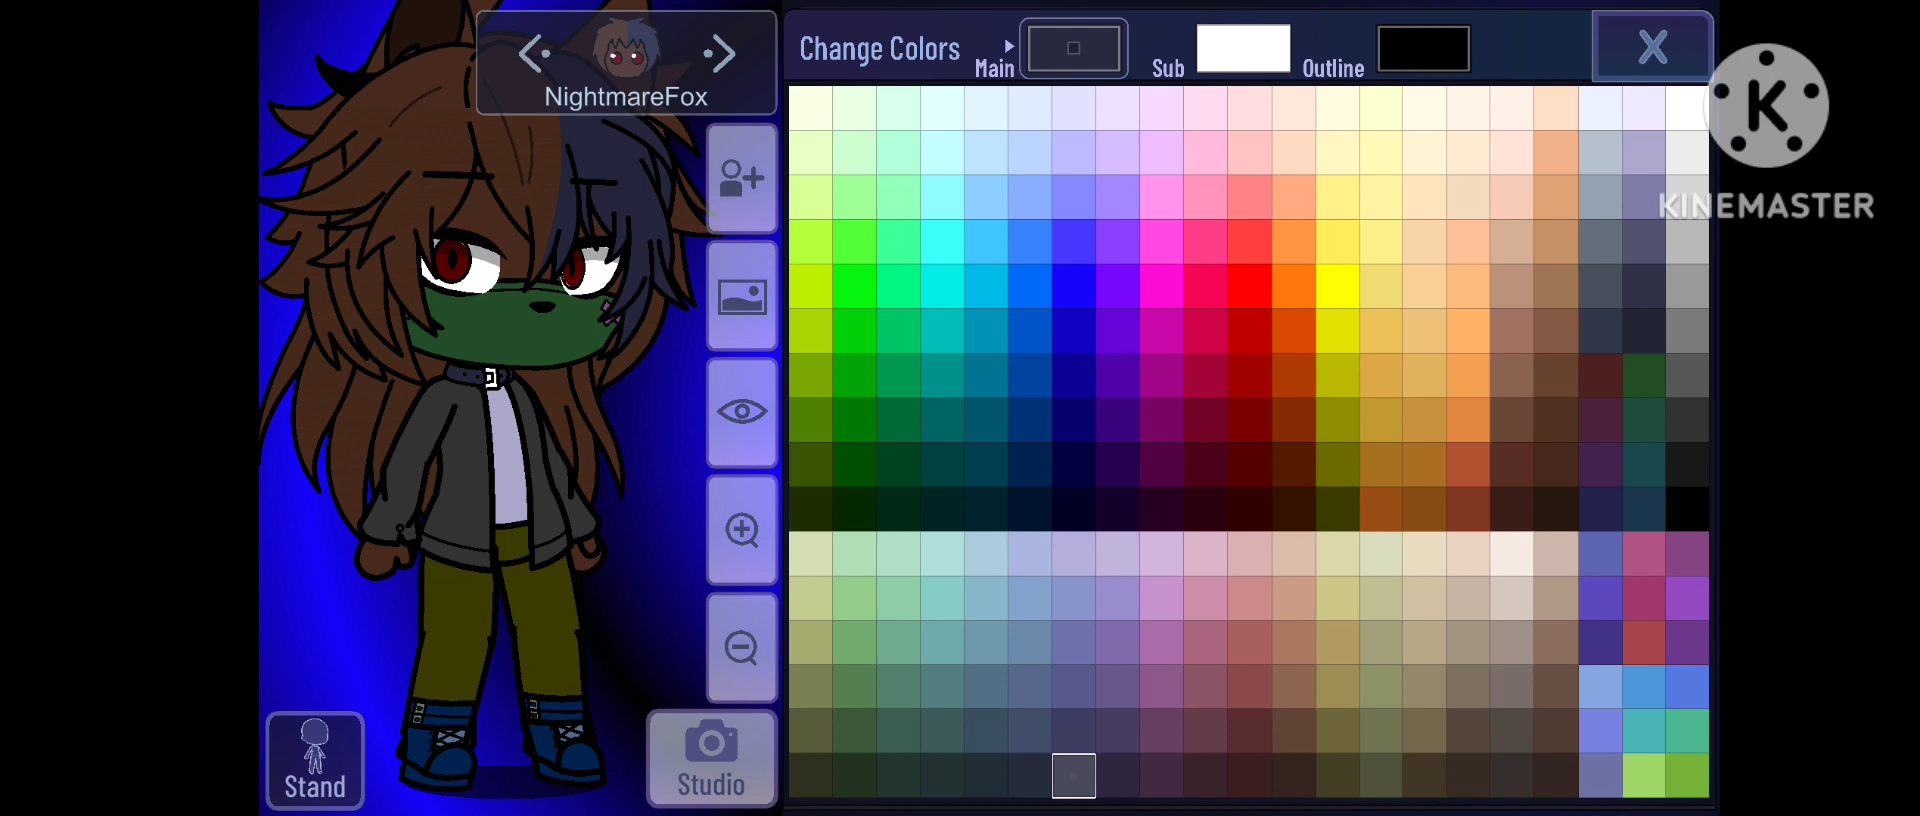 NightmareFox
Change Colors
Main
Sub
Outline
X
K
KINEMASTER
Stand
Studio